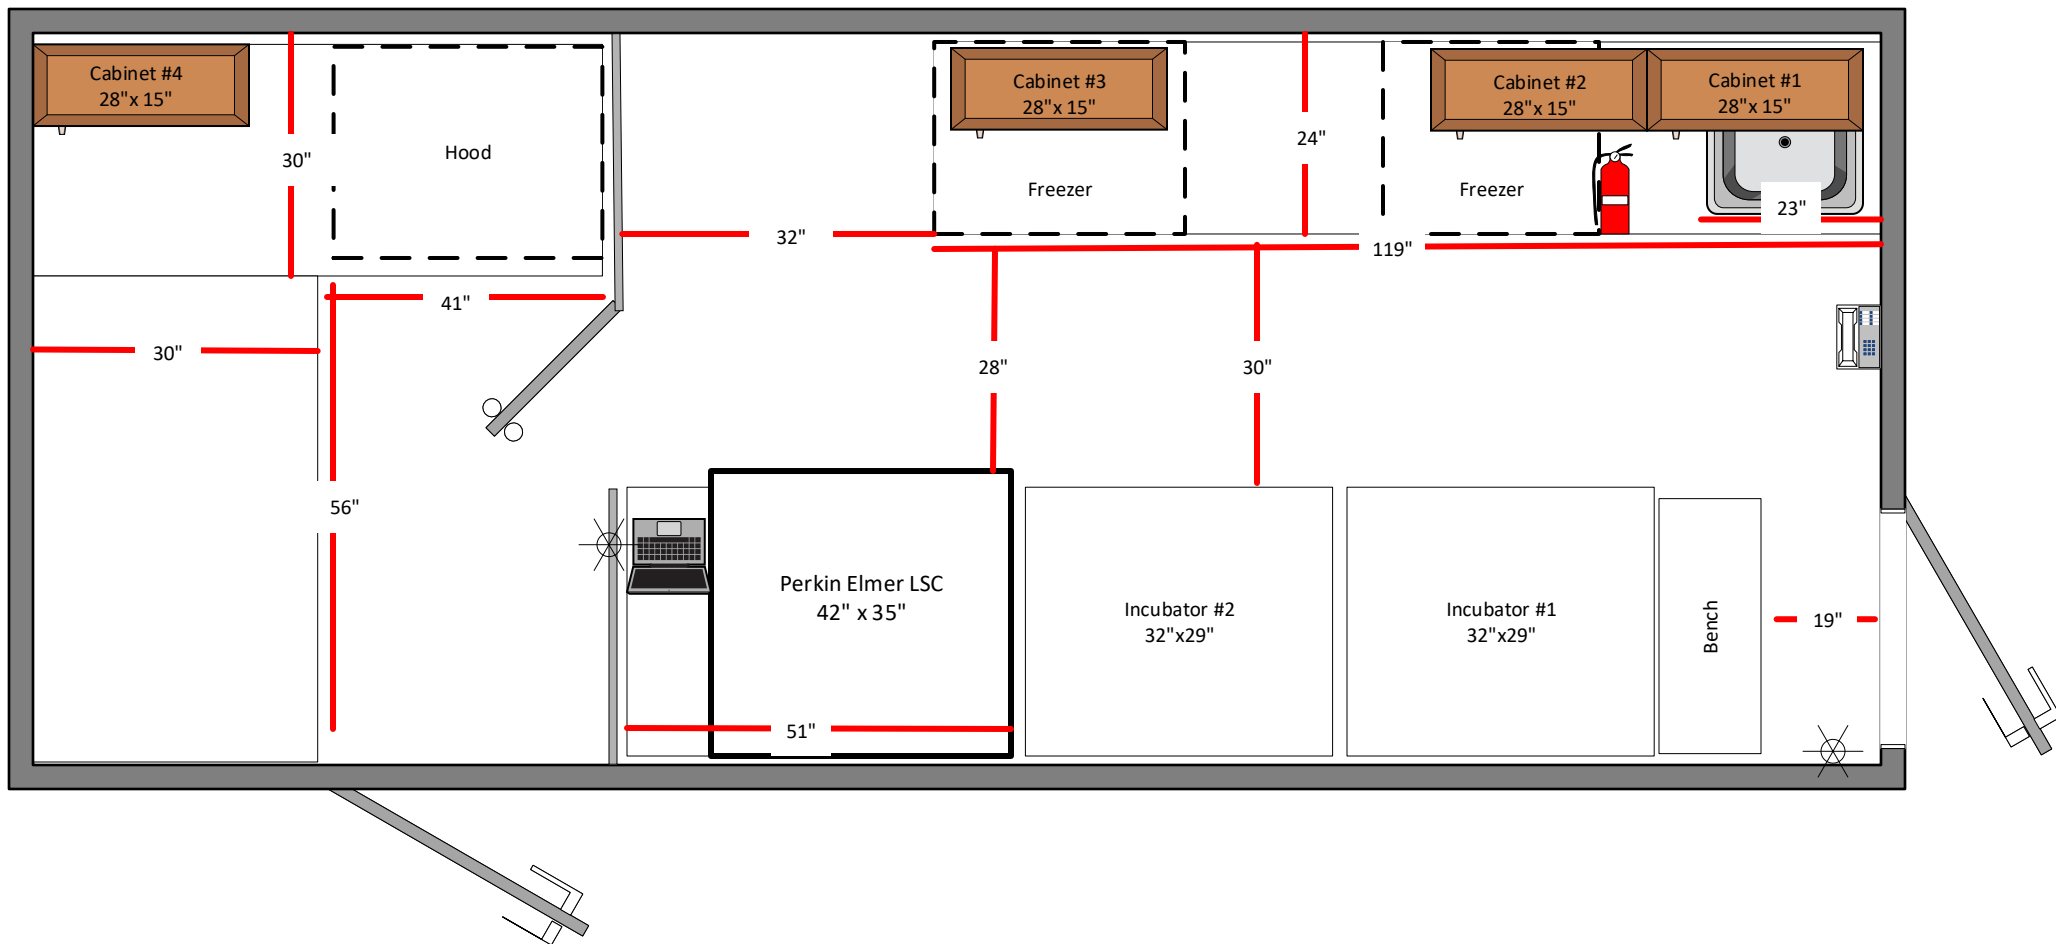 Cabinet #4
28"x 15"
Cabinet #3
28"x 15"
Cabinet #2
28"x 15"
Cabinet #1
28"x 15"
30"
Hood
24"
Freezer
Freezer
23"
32"
119"
41"
30"
28"
30"
56"
Perkin Elmer LSC
42" x 35"
Incubator #2
32"x29"
Incubator #1
32"x29"
Bench
19"
51"